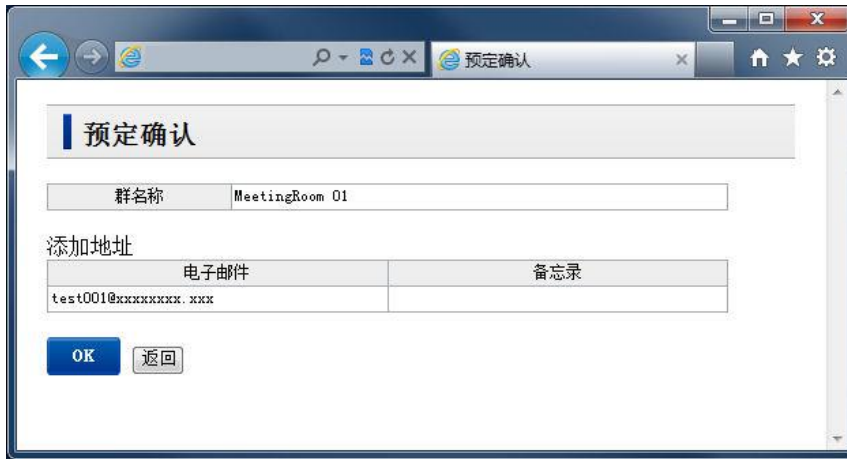 预定确认
预定确认
群名称 MeetingRoom 01
添加地址
电子邮件 备忘录
test001@xxxxxxxx.xxx
OK 返回